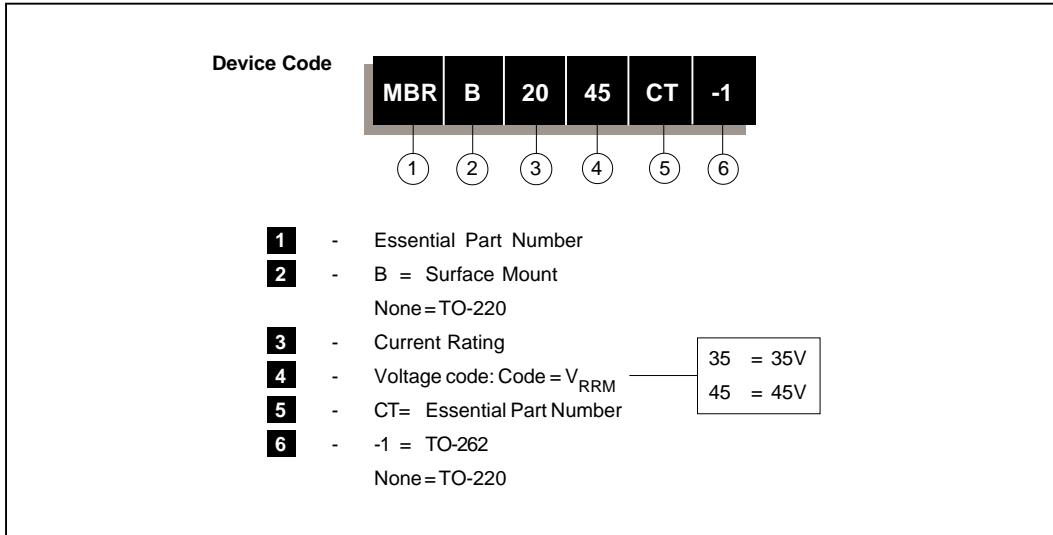 Device Code
MBR B 20 45 CT -1
1 2 3 4 5 6
1 - Essential Part Number
2 - B = Surface Mount
None = TO-220
3 - Current Rating
4 - Voltage code: Code = VRRM
35 = 35V
45 = 45V
5 - CT= Essential Part Number
6 - -1 = TO-262
None = TO-220